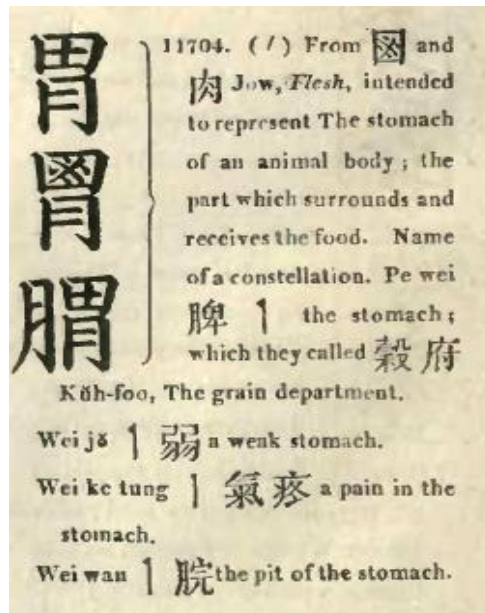 胃
11704. (/) From and
肉 Jow, Flesh, intended
to represent The stomach
of an animal body; the
part which surrounds and
receives the food. Name
of a constellation. Pe wei
脾 丨 the stomach;
which they called 穀府
Kŏh-foo, The grain department.
Wei jŏ 丨 弱 a weak stomach.
Wei ke tung 丨 氣疼 a pain in the
stomach.
Wei wan 丨 脘 the pit of the stomach.